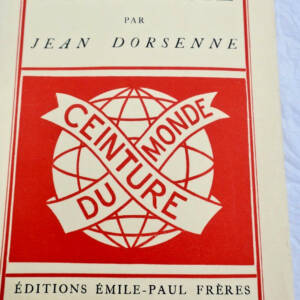 PAR
JEAN DORSENNE
CEINTURE
DU
MONDE
ÉDITIONS ÉMILE-PAUL FRÈRES